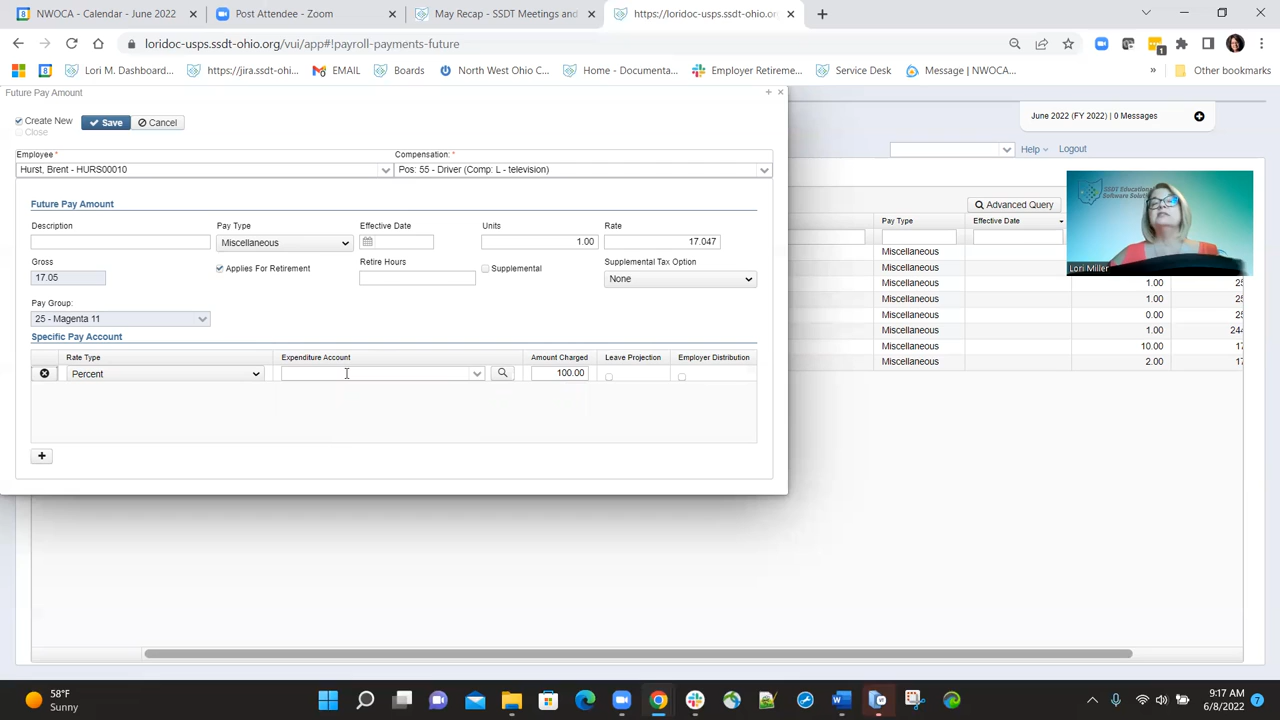 NWOCA - Calendar - June 2022
Post Attendee - Zoom
May Recap - SSDT Meetings and
https://loridoc-usps.ssdt-ohio.org/
loridoc-usps.ssdt-ohio.org/vui/app#!payroll-payments/future
Lori M. Dashboard...
https://jira.ssdt-ohi...
EMAIL
Boards
North West Ohio C...
Home - Documenta...
Employer Retireme...
Service Desk
Message | NWOCA...
»
Other bookmarks
Future Pay Amount
June 2022 (FY 2022) | 0 Messages
Create New
Close
Save
Cancel
Help
Logout
Employee *
Compensation: *
Hurst, Brent - HURS00010
Pos: 55 - Driver (Comp: L - television)
Future Pay Amount
Description
Pay Type
Effective Date
Units
Rate
Miscellaneous
1.00
17.047
Gross
Applies For Retirement
Retire Hours
Supplemental
Supplemental Tax Option
17.05
None
Pay Group:
25 - Magenta 11
Specific Pay Account
Rate Type
Expenditure Account
Amount Charged
Leave Projection
Employer Distribution
Percent
100.00
Advanced Query
Pay Type
Effective Date
Miscellaneous
Miscellaneous
Miscellaneous 1.00 25
Miscellaneous 1.00 25
Miscellaneous 0.00 25
Miscellaneous 1.00 244
Miscellaneous 10.00 17
Miscellaneous 2.00 17
Lori Miller
58°F
Sunny
9:17 AM
6/8/2022